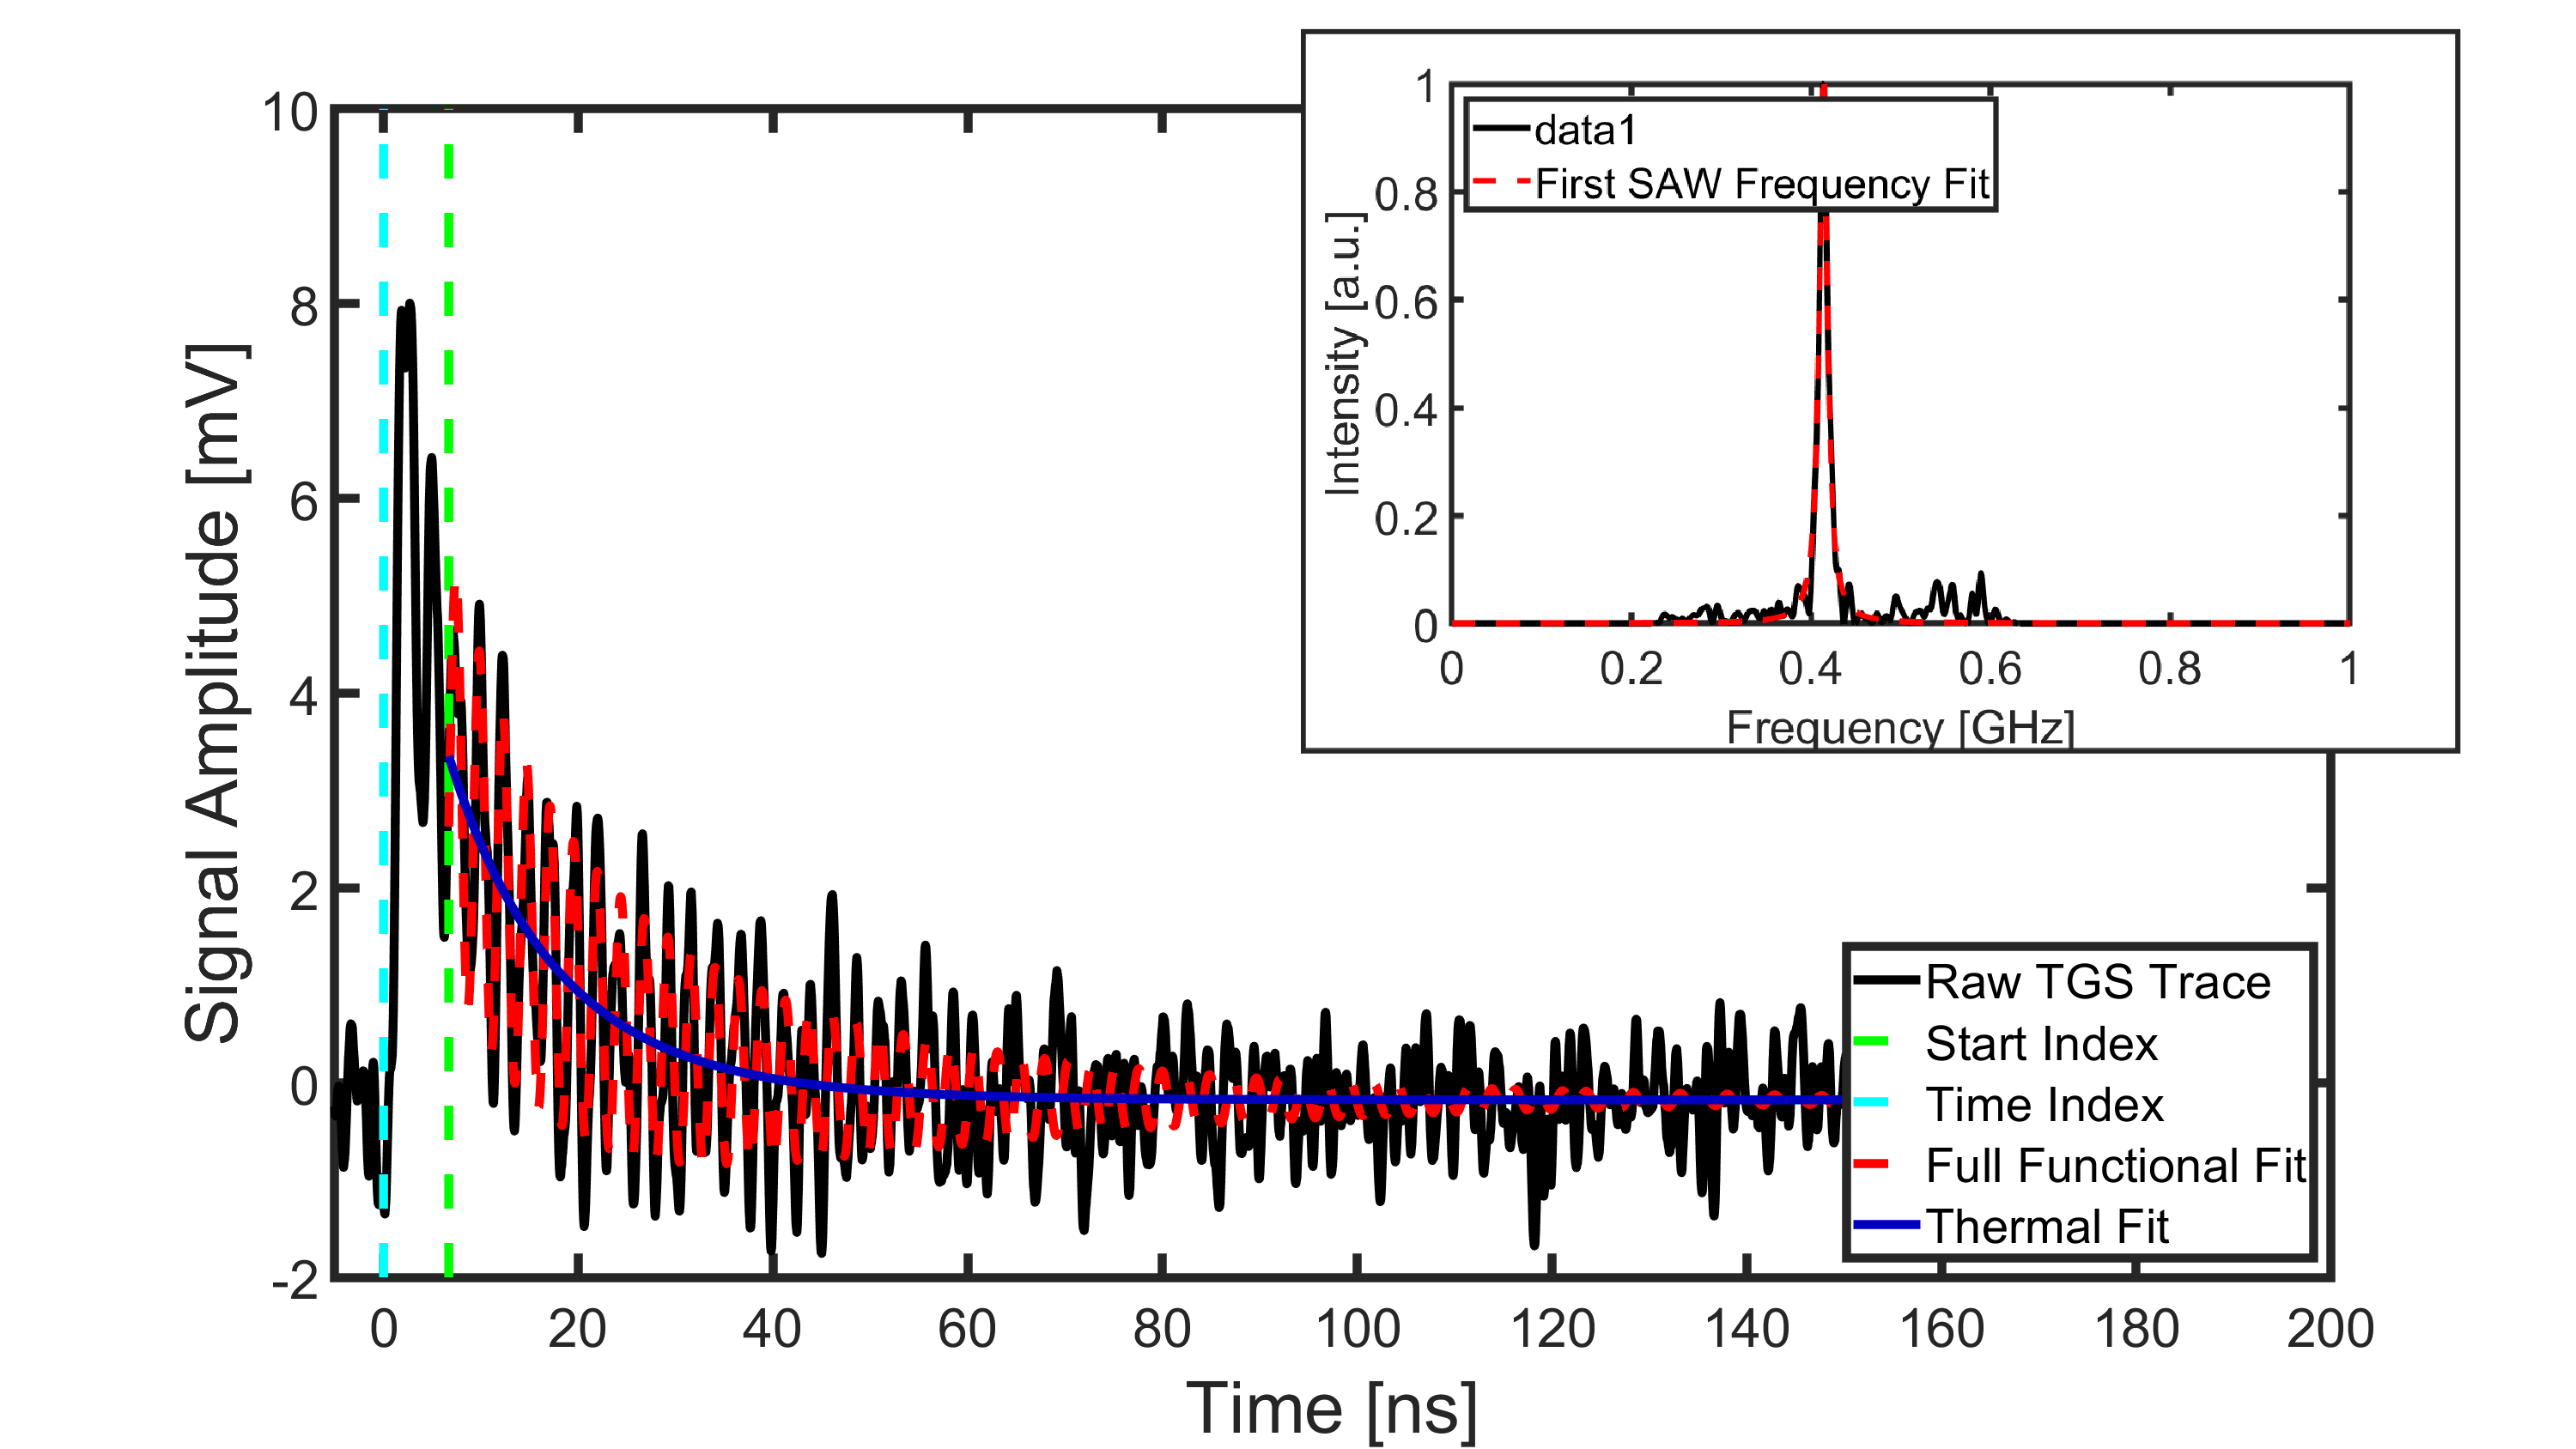 10
8
6
4
2
0
-2
Signal Amplitude [mV]
0 20 40 60 80 100 120 140 160 180 200
Time [ns]
Raw TGS Trace
Start Index
Time Index
Full Functional Fit
Thermal Fit
1
0.8
0.6
0.4
0.2
0
Intensity [a.u.]
data1
First SAW Frequency Fit
0 0.2 0.4 0.6 0.8 1
Frequency [GHz]